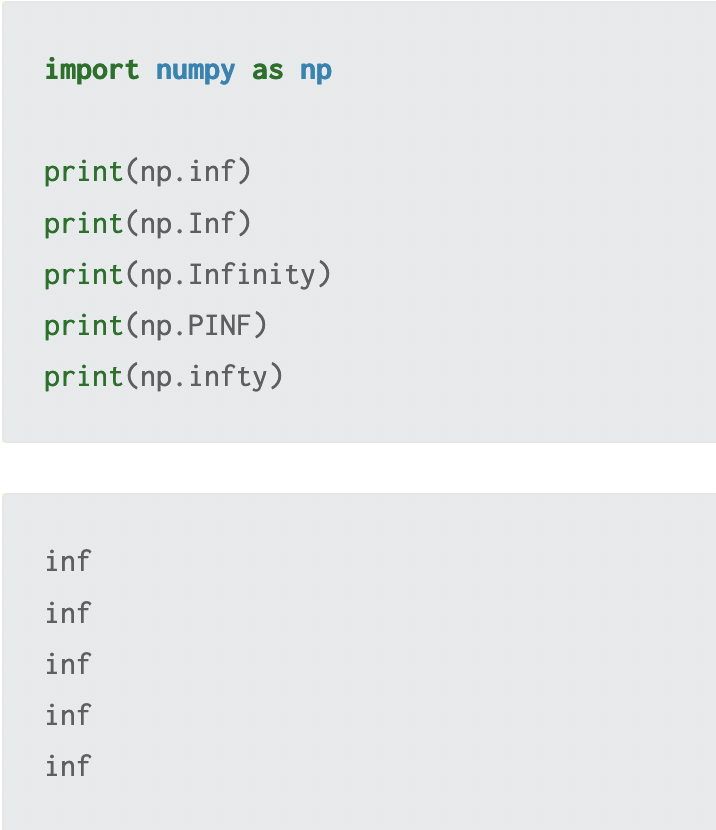 import numpy as np
print(np.inf)
print(np.Inf)
print(np.Infinity)
print(np.PINF)
print(np.infty)
inf
inf
inf
inf
inf